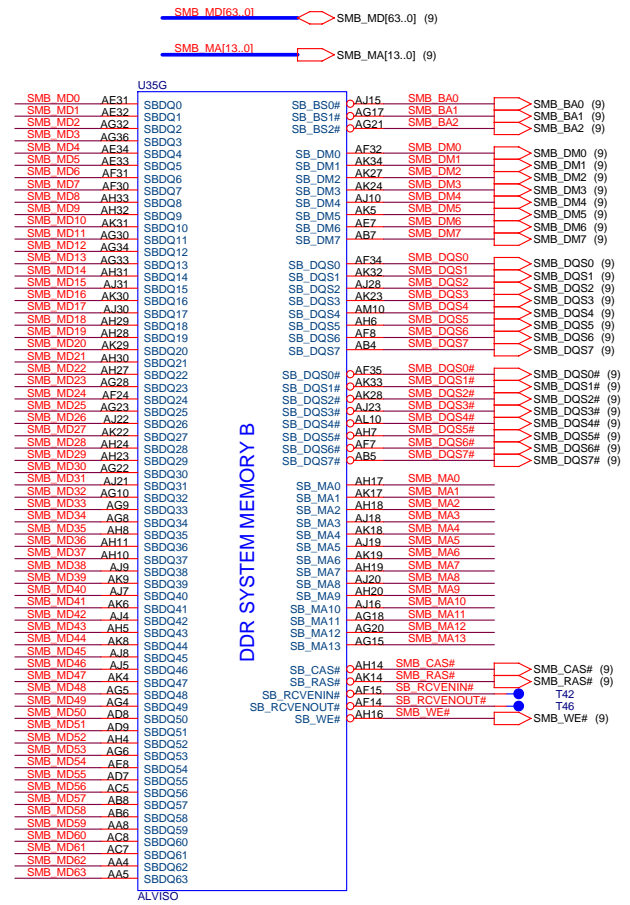 SMB_MD[63..0] SMB_MD[63..0] (9)
SMB_MA[13..0] SMB_MA[13..0] (9)
U35G
SMB_MD0 AE31 SBDQ0
SMB_MD1 AE32 SBDQ1
SMB_MD2 AG32 SBDQ2
SMB_MD3 AG36 SBDQ3
SMB_MD4 AE34 SBDQ4
SMB_MD5 AE33 SBDQ5
SMB_MD6 AF31 SBDQ6
SMB_MD7 AF30 SBDQ7
SMB_MD8 AH33 SBDQ8
SMB_MD9 AH32 SBDQ9
SMB_MD10 AK31 SBDQ10
SMB_MD11 AG30 SBDQ11
SMB_MD12 AG34 SBDQ12
SMB_MD13 AG33 SBDQ13
SMB_MD14 AH31 SBDQ14
SMB_MD15 AJ31 SBDQ15
SMB_MD16 AK30 SBDQ16
SMB_MD17 AJ30 SBDQ17
SMB_MD18 AH29 SBDQ18
SMB_MD19 AH28 SBDQ19
SMB_MD20 AK29 SBDQ20
SMB_MD21 AH30 SBDQ21
SMB_MD22 AH27 SBDQ22
SMB_MD23 AG28 SBDQ23
SMB_MD24 AF24 SBDQ24
SMB_MD25 AG23 SBDQ25
SMB_MD26 AJ22 SBDQ26
SMB_MD27 AK22 SBDQ27
SMB_MD28 AH24 SBDQ28
SMB_MD29 AH23 SBDQ29
SMB_MD30 AG22 SBDQ30
SMB_MD31 AJ21 SBDQ31
SMB_MD32 AG10 SBDQ32
SMB_MD33 AG9 SBDQ33
SMB_MD34 AG8 SBDQ34
SMB_MD35 AH8 SBDQ35
SMB_MD36 AH11 SBDQ36
SMB_MD37 AH10 SBDQ37
SMB_MD38 AJ9 SBDQ38
SMB_MD39 AK9 SBDQ39
SMB_MD40 AJ7 SBDQ40
SMB_MD41 AK6 SBDQ41
SMB_MD42 AJ4 SBDQ42
SMB_MD43 AH5 SBDQ43
SMB_MD44 AK8 SBDQ44
SMB_MD45 AJ8 SBDQ45
SMB_MD46 AJ5 SBDQ46
SMB_MD47 AK4 SBDQ47
SMB_MD48 AG5 SBDQ48
SMB_MD49 AG4 SBDQ49
SMB_MD50 AD8 SBDQ50
SMB_MD51 AD9 SBDQ51
SMB_MD52 AH4 SBDQ52
SMB_MD53 AG6 SBDQ53
SMB_MD54 AE8 SBDQ54
SMB_MD55 AD7 SBDQ55
SMB_MD56 AC5 SBDQ56
SMB_MD57 AB8 SBDQ57
SMB_MD58 AB6 SBDQ58
SMB_MD59 AA8 SBDQ59
SMB_MD60 AC8 SBDQ60
SMB_MD61 AC7 SBDQ61
SMB_MD62 AA4 SBDQ62
SMB_MD63 AA5 SBDQ63
DDR SYSTEM MEMORY B
SB_BS0# AJ15 SMB_BA0 SMB_BA0 (9)
SB_BS1# AG17 SMB_BA1 SMB_BA1 (9)
SB_BS2# AG21 SMB_BA2 SMB_BA2 (9)
SB_DM0 AF32 SMB_DM0 SMB_DM0 (9)
SB_DM1 AK34 SMB_DM1 SMB_DM1 (9)
SB_DM2 AK27 SMB_DM2 SMB_DM2 (9)
SB_DM3 AK24 SMB_DM3 SMB_DM3 (9)
SB_DM4 AJ10 SMB_DM4 SMB_DM4 (9)
SB_DM5 AK5 SMB_DM5 SMB_DM5 (9)
SB_DM6 AE7 SMB_DM6 SMB_DM6 (9)
SB_DM7 AB7 SMB_DM7 SMB_DM7 (9)
SB_DQS0 AF34 SMB_DQS0 SMB_DQS0 (9)
SB_DQS1 AK32 SMB_DQS1 SMB_DQS1 (9)
SB_DQS2 AJ28 SMB_DQS2 SMB_DQS2 (9)
SB_DQS3 AK23 SMB_DQS3 SMB_DQS3 (9)
SB_DQS4 AM10 SMB_DQS4 SMB_DQS4 (9)
SB_DQS5 AH6 SMB_DQS5 SMB_DQS5 (9)
SB_DQS6 AF8 SMB_DQS6 SMB_DQS6 (9)
SB_DQS7 AB4 SMB_DQS7 SMB_DQS7 (9)
SB_DQS0# AF35 SMB_DQS0# SMB_DQS0# (9)
SB_DQS1# AK33 SMB_DQS1# SMB_DQS1# (9)
SB_DQS2# AK28 SMB_DQS2# SMB_DQS2# (9)
SB_DQS3# AJ23 SMB_DQS3# SMB_DQS3# (9)
SB_DQS4# AL10 SMB_DQS4# SMB_DQS4# (9)
SB_DQS5# AH7 SMB_DQS5# SMB_DQS5# (9)
SB_DQS6# AF7 SMB_DQS6# SMB_DQS6# (9)
SB_DQS7# AB5 SMB_DQS7# SMB_DQS7# (9)
SB_MA0 AH17 SMB_MA0
SB_MA1 AK17 SMB_MA1
SB_MA2 AH18 SMB_MA2
SB_MA3 AJ18 SMB_MA3
SB_MA4 AK18 SMB_MA4
SB_MA5 AJ19 SMB_MA5
SB_MA6 AK19 SMB_MA6
SB_MA7 AH19 SMB_MA7
SB_MA8 AJ20 SMB_MA8
SB_MA9 AH20 SMB_MA9
SB_MA10 AJ16 SMB_MA10
SB_MA11 AG18 SMB_MA11
SB_MA12 AG20 SMB_MA12
SB_MA13 AG15 SMB_MA13
SB_CAS# AH14 SMB_CAS# SMB_CAS# (9)
SB_RAS# AK14 SMB_RAS# SMB_RAS# (9)
SB_RCVENIN# AF15 SB_RCVENIN# T42
SB_RCVENOUT# AF14 SB_RCVENOUT# T46
SB_WE# AH16 SMB_WE# SMB_WE# (9)
ALVISO